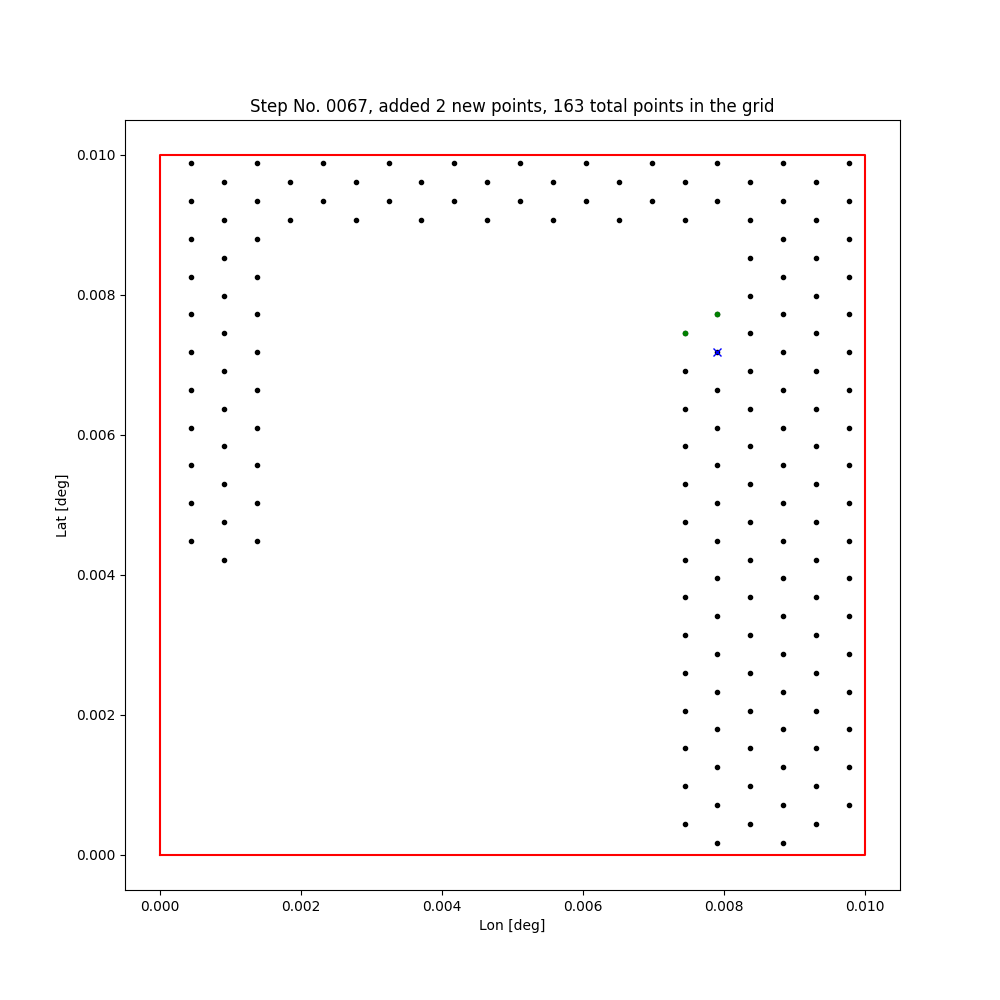 Step No. 0067, added 2 new points, 163 total points in the grid
0.010
0.008
0.006
0.004
0.002
0.000
Lat [deg]
0.000 0.002 0.004 0.006 0.008 0.010
Lon [deg]